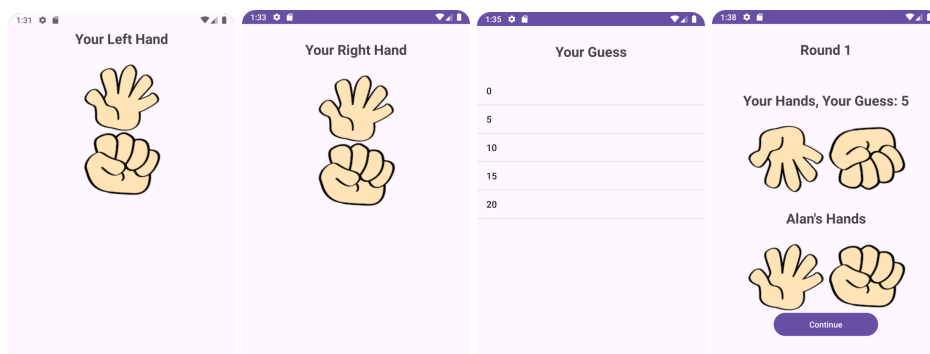 1:31
Your Left Hand
1:33
Your Right Hand
1:35
Your Guess
0
5
10
15
20
1:38
Round 1
Your Hands, Your Guess: 5
Alan's Hands
Continue